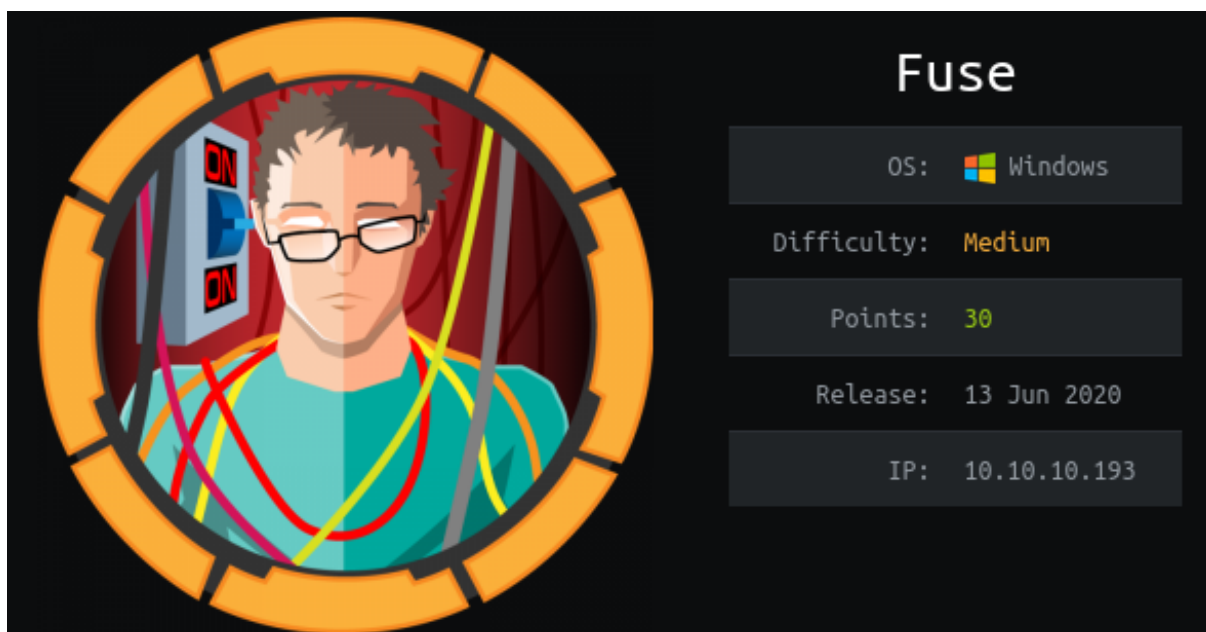 Fuse
ON
OS: Windows
ON
Difficulty: Medium
Points: 30
Release: 13 Jun 2020
IP: 10.10.10.193